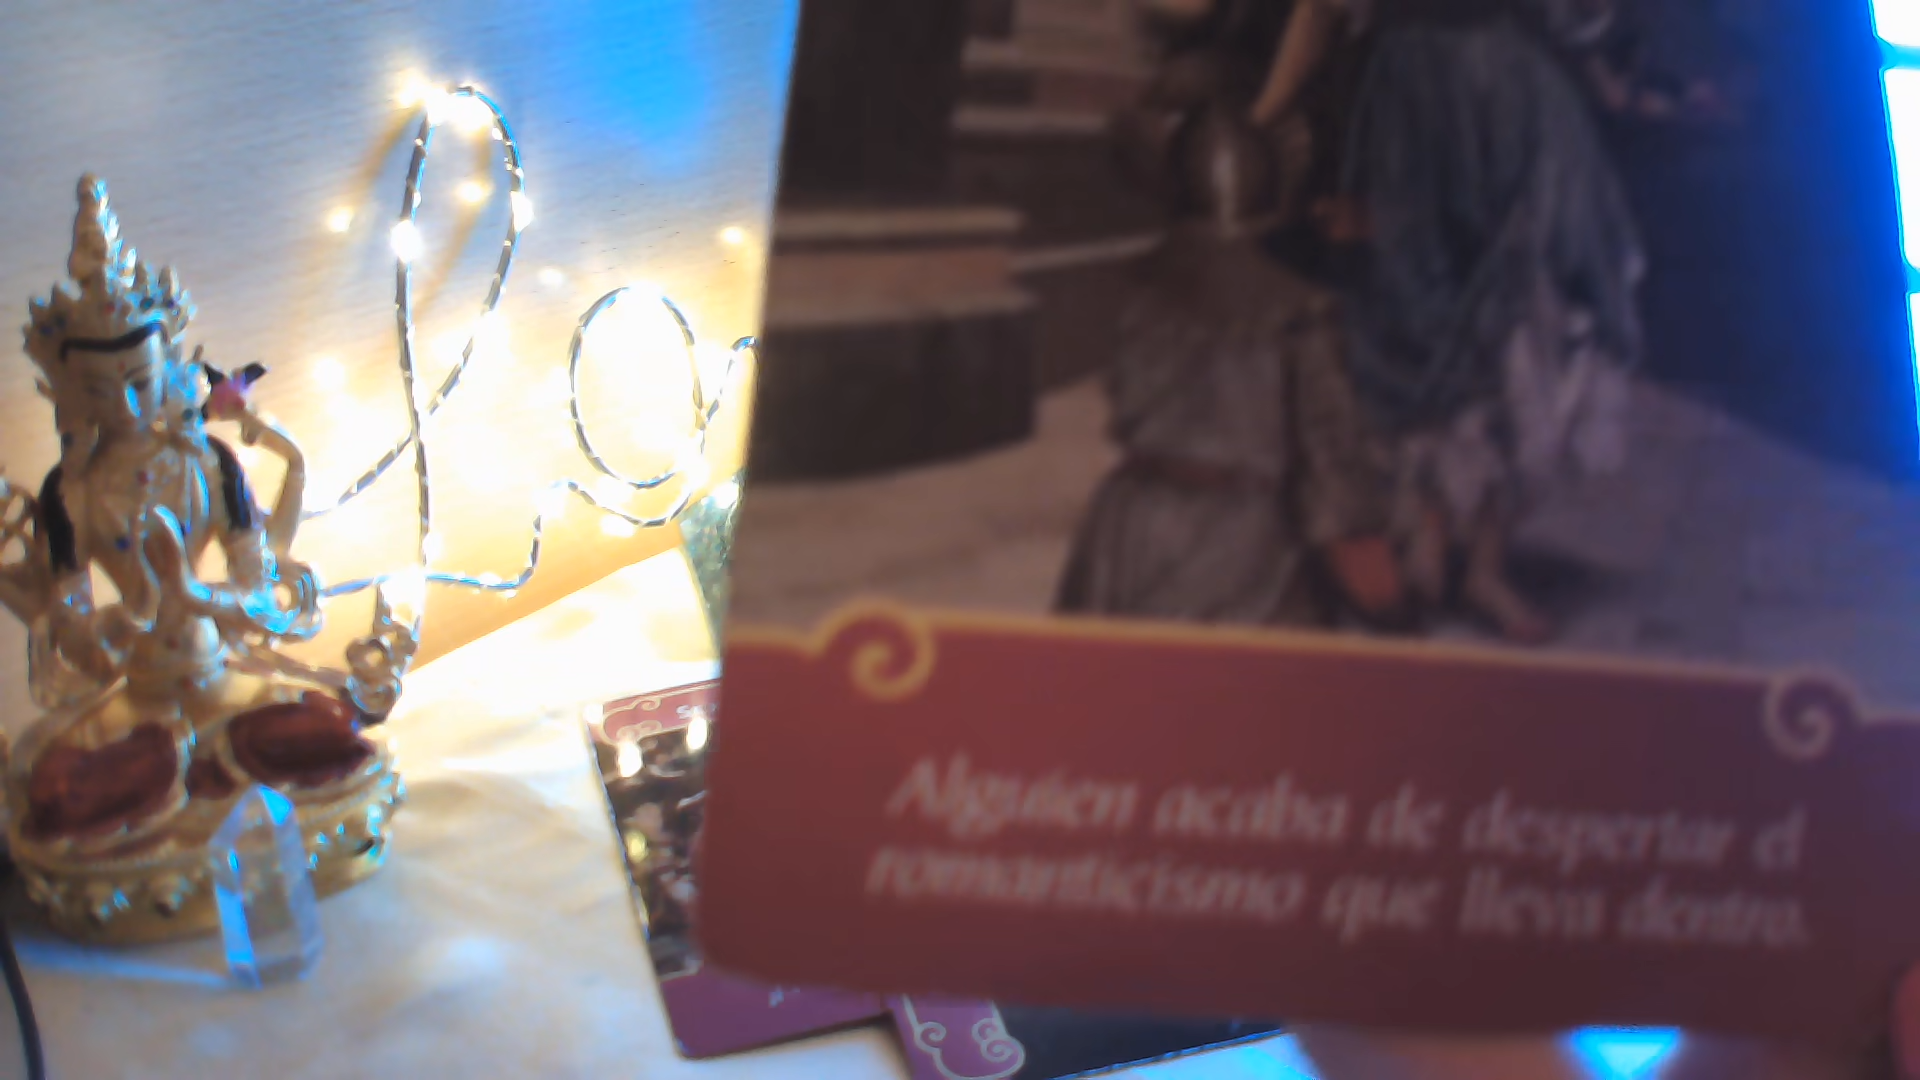 Alguien acaba de despertar el
romanticismo que lleva dentro.